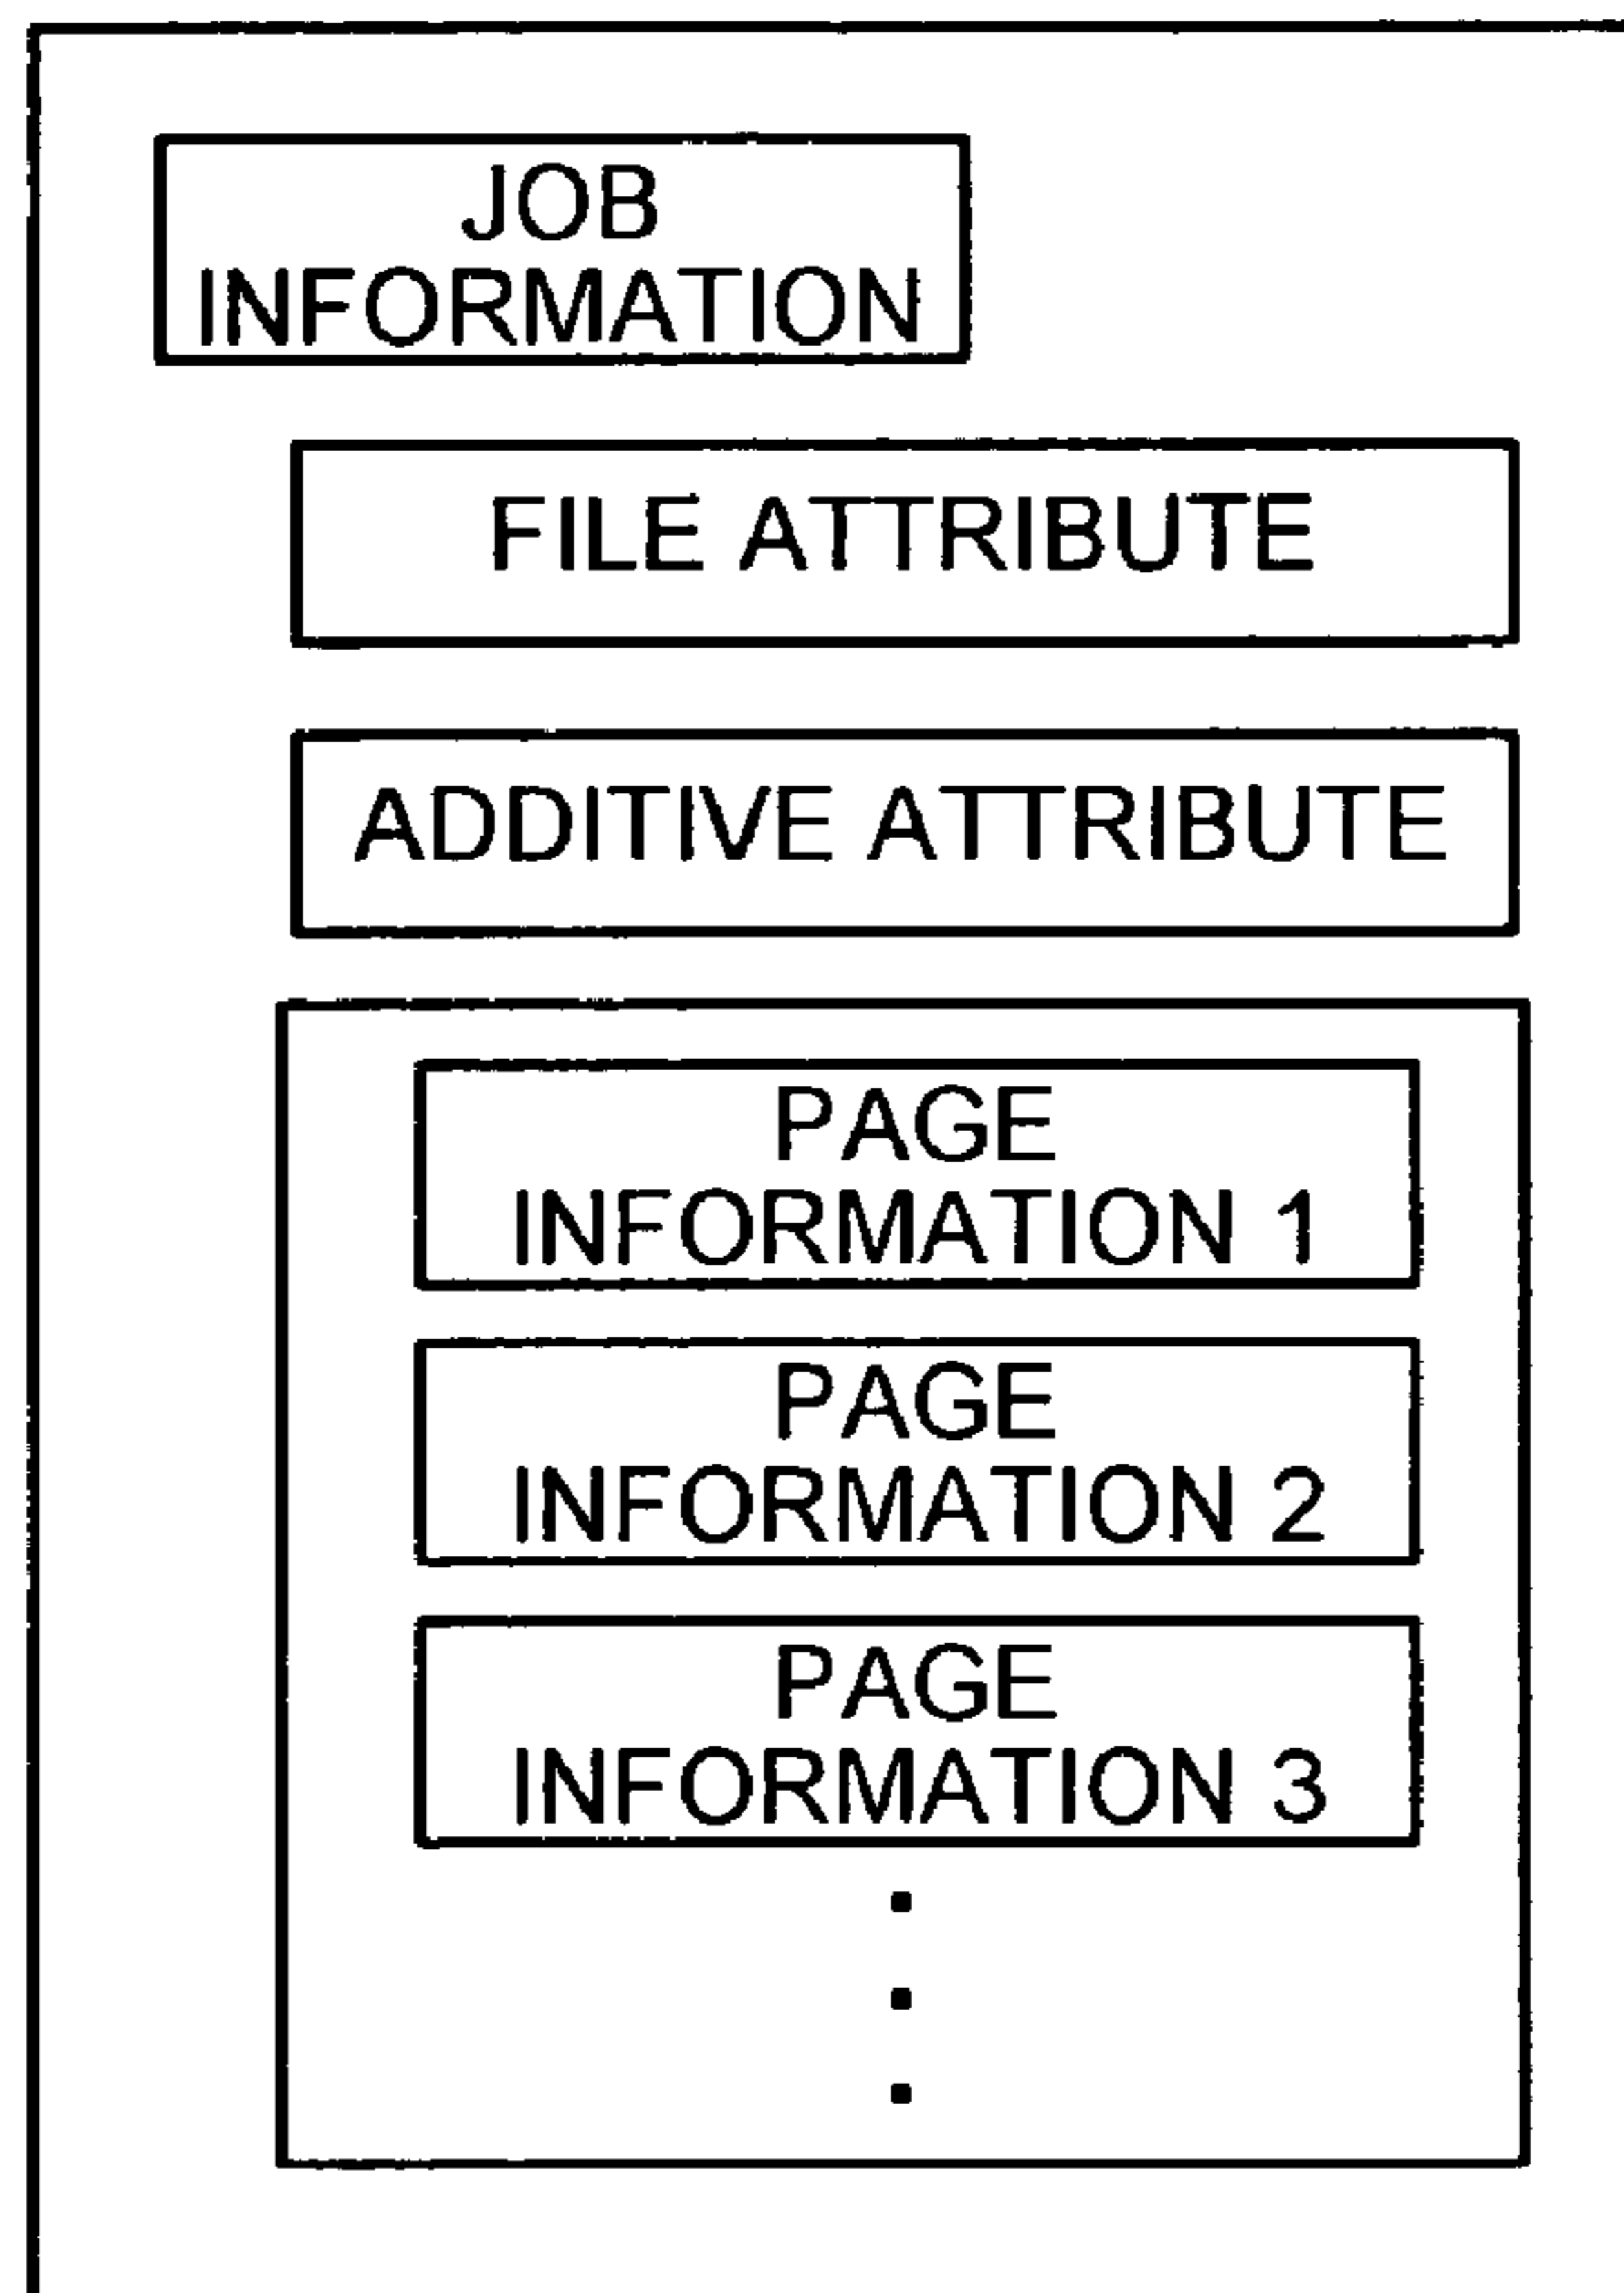 JOB
INFORMATION
FILE ATTRIBUTE
ADDITIVE ATTRIBUTE
PAGE
INFORMATION 1
PAGE
INFORMATION 2
PAGE
INFORMATION 3